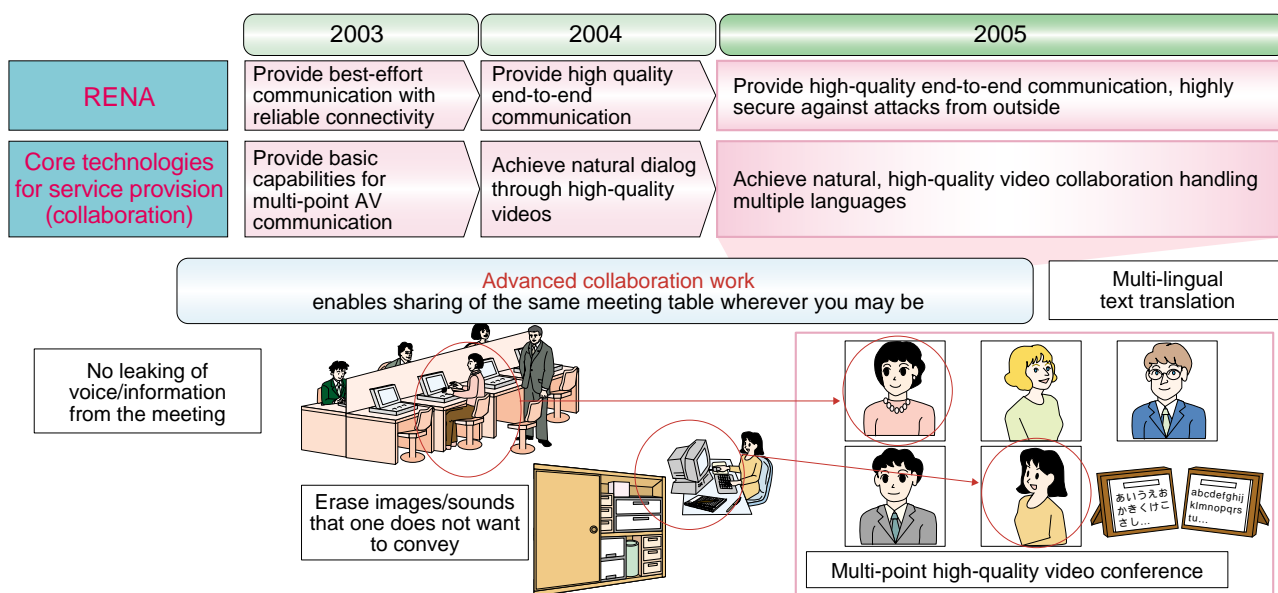 2003
2004
2005
RENA
Provide best-effort
communication with
reliable connectivity
Provide high quality
end-to-end
communication
Provide high-quality end-to-end communication, highly
secure against attacks from outside
Core technologies
for service provision
(collaboration)
Provide basic
capabilities for
multi-point AV
communication
Achieve natural dialog
through high-quality
videos
Achieve natural, high-quality video collaboration handling
multiple languages
Advanced collaboration work
enables sharing of the same meeting table wherever you may be
Multi-lingual
text translation
No leaking of
voice/information
from the meeting
Erase images/sounds
that one does not want
to convey
あいうえお
かきくけこ
さし...
abcdefghij
klmnopqrs
tu...
Multi-point high-quality video conference